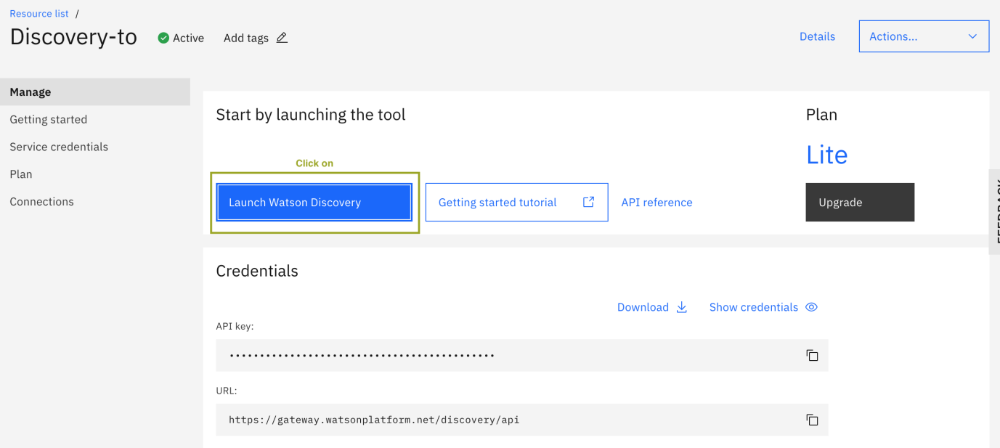 Resource list /
Discovery-to Active Add tags
Details Actions...
Manage
Getting started
Service credentials
Plan
Connections
Start by launching the tool
Click on
Launch Watson Discovery Getting started tutorial API reference
Plan
Lite
Upgrade
FEEDBACK
Credentials
Download Show credentials
API key:
•••••••••••••••••••••••••••••••••••••••••••• 
URL:
https://gateway.watsonplatform.net/discovery/api